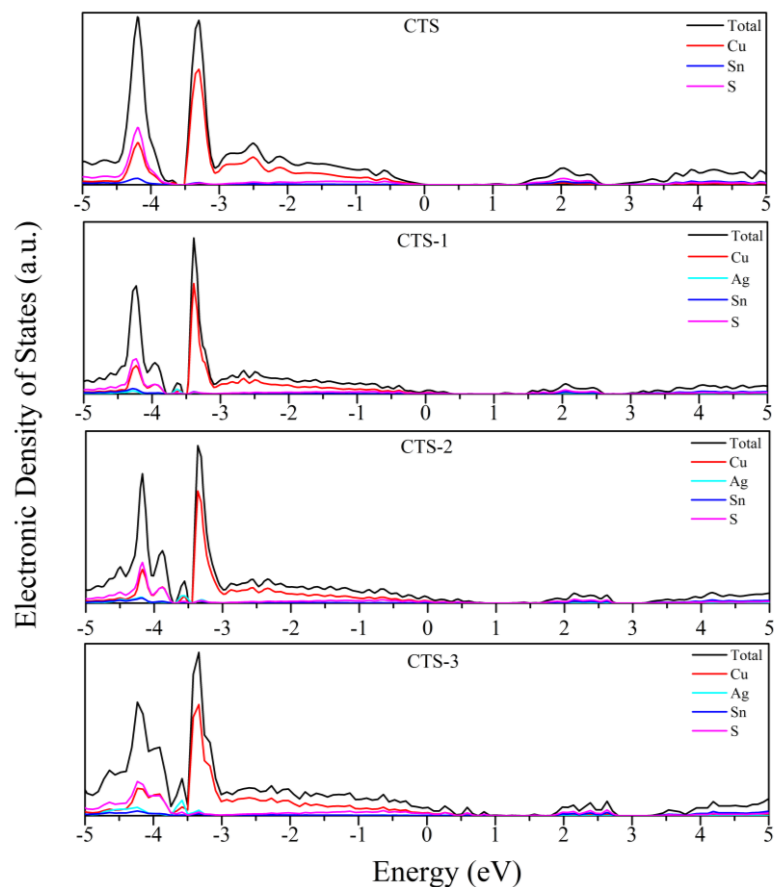 Electronic Density of States (a.u.)
CTS
Total
Cu
Sn
S
-5 -4 -3 -2 -1 0 1 2 3 4 5
CTS-1
Total
Cu
Ag
Sn
S
-5 -4 -3 -2 -1 0 1 2 3 4 5
CTS-2
Total
Cu
Ag
Sn
S
-5 -4 -3 -2 -1 0 1 2 3 4 5
CTS-3
Total
Cu
Ag
Sn
S
-5 -4 -3 -2 -1 0 1 2 3 4 5
Energy (eV)